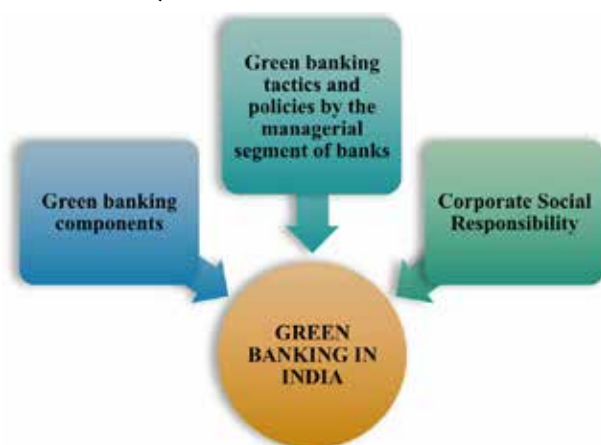 Green banking
tactics and
policies by the
managerial
segment of banks
Green banking
components
Corporate Social
Responsibility
GREEN
BANKING IN
INDIA